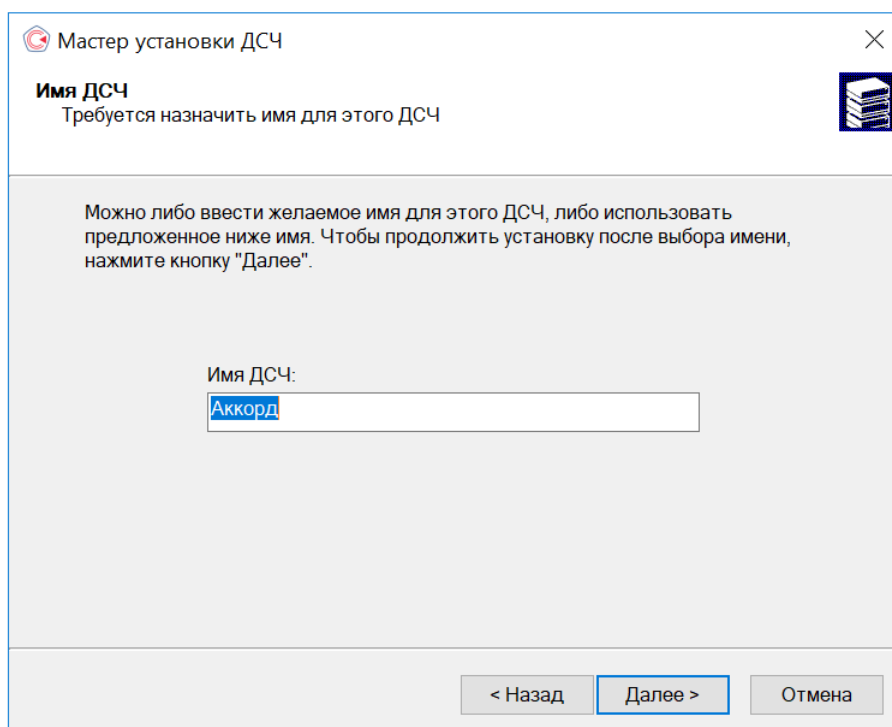 Мастер установки ДСЧ
Имя ДСЧ
Требуется назначить имя для этого ДСЧ
Можно либо ввести желаемое имя для этого ДСЧ, либо использовать
предложенное ниже имя. Чтобы продолжить установку после выбора имени,
нажмите кнопку "Далее".
Имя ДСЧ:
Аккорд
< Назад
Далее >
Отмена